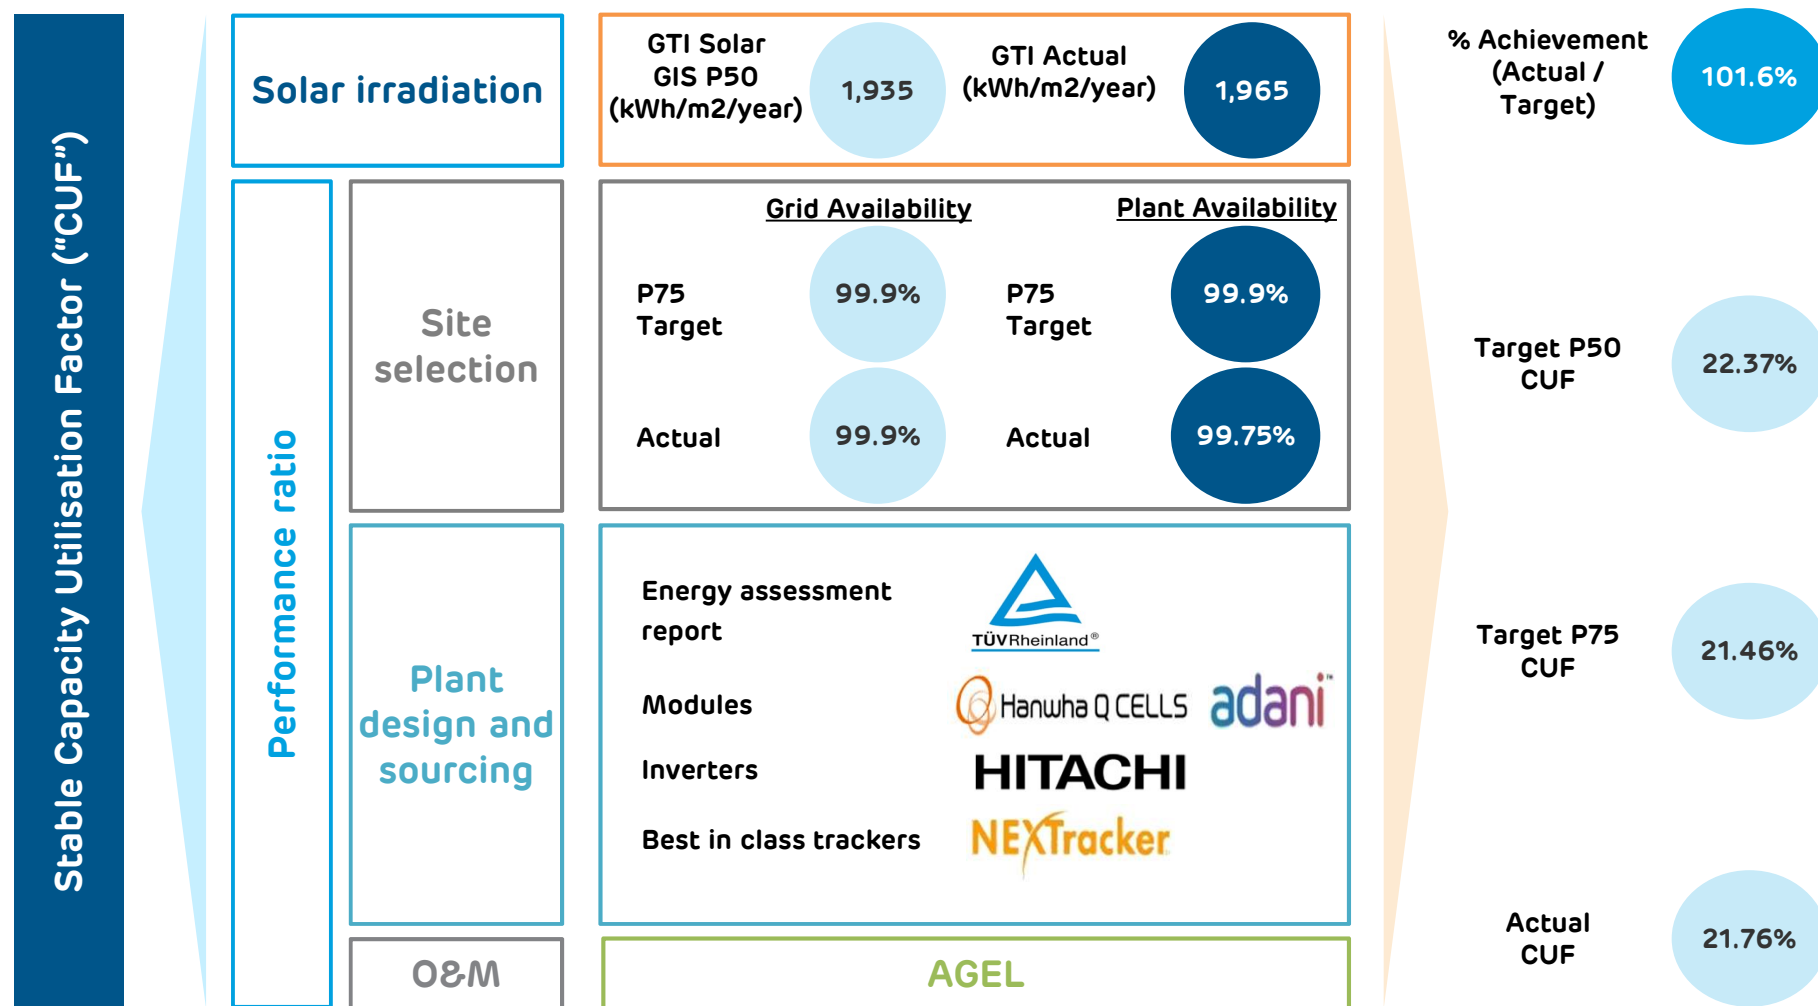 Stable Capacity Utilisation Factor ("CUF")
Solar irradiation
GTI Solar
GIS P50
(kWh/m2/year)
1,935
GTI Actual
(kWh/m2/year)
1,965
% Achievement
(Actual /
Target)
101.6%
Performance ratio
Site
selection
Grid Availability
Plant Availability
P75
Target
99.9%
P75
Target
99.9%
Actual
99.9%
Actual
99.75%
Target P50
CUF
22.37%
Plant
design and
sourcing
Energy assessment
report
TÜVRheinland®
Modules
Hanwha Q CELLS
adani™
Inverters
HITACHI
Best in class trackers
NEXTracker
Target P75
CUF
21.46%
O&M
AGEL
Actual
CUF
21.76%